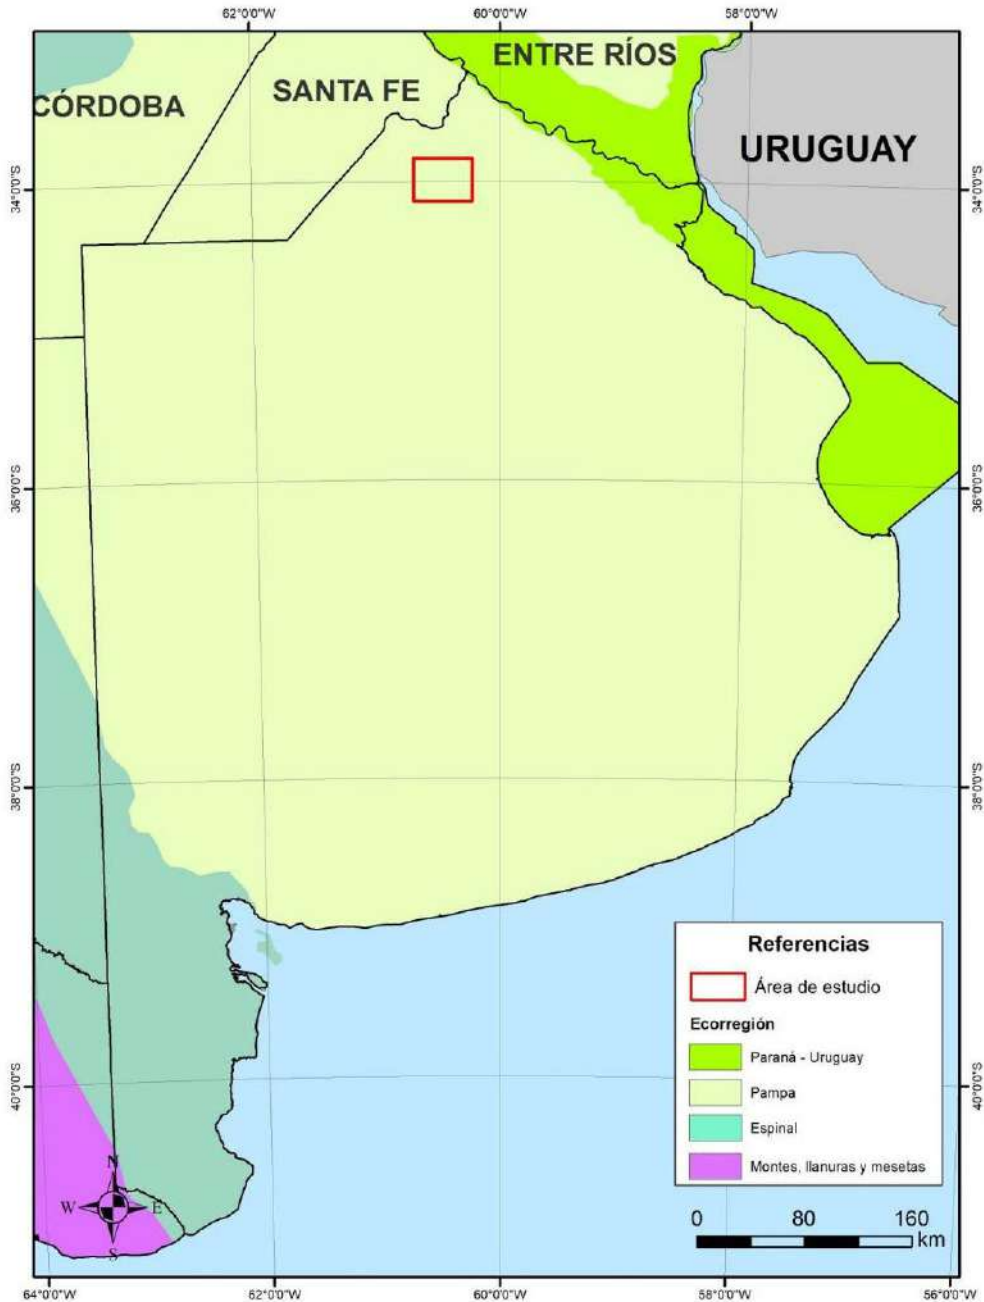 62°0'0"W
60°0'0"W
58°0'0"W
ENTRE RÍOS
SANTA FE
CÓRDOBA
URUGUAY
34°0'0"S
34°0'0"S
36°0'0"S
36°0'0"S
38°0'0"S
38°0'0"S
Referencias
Área de estudio
Ecorregión
Paraná - Uruguay
Pampa
Espinal
Montes, llanuras y mesetas
40°0'0"S
40°0'0"S
N
W
E
S
0
80
160
km
64°0'0"W
62°0'0"W
60°0'0"W
58°0'0"W
56°0'0"W